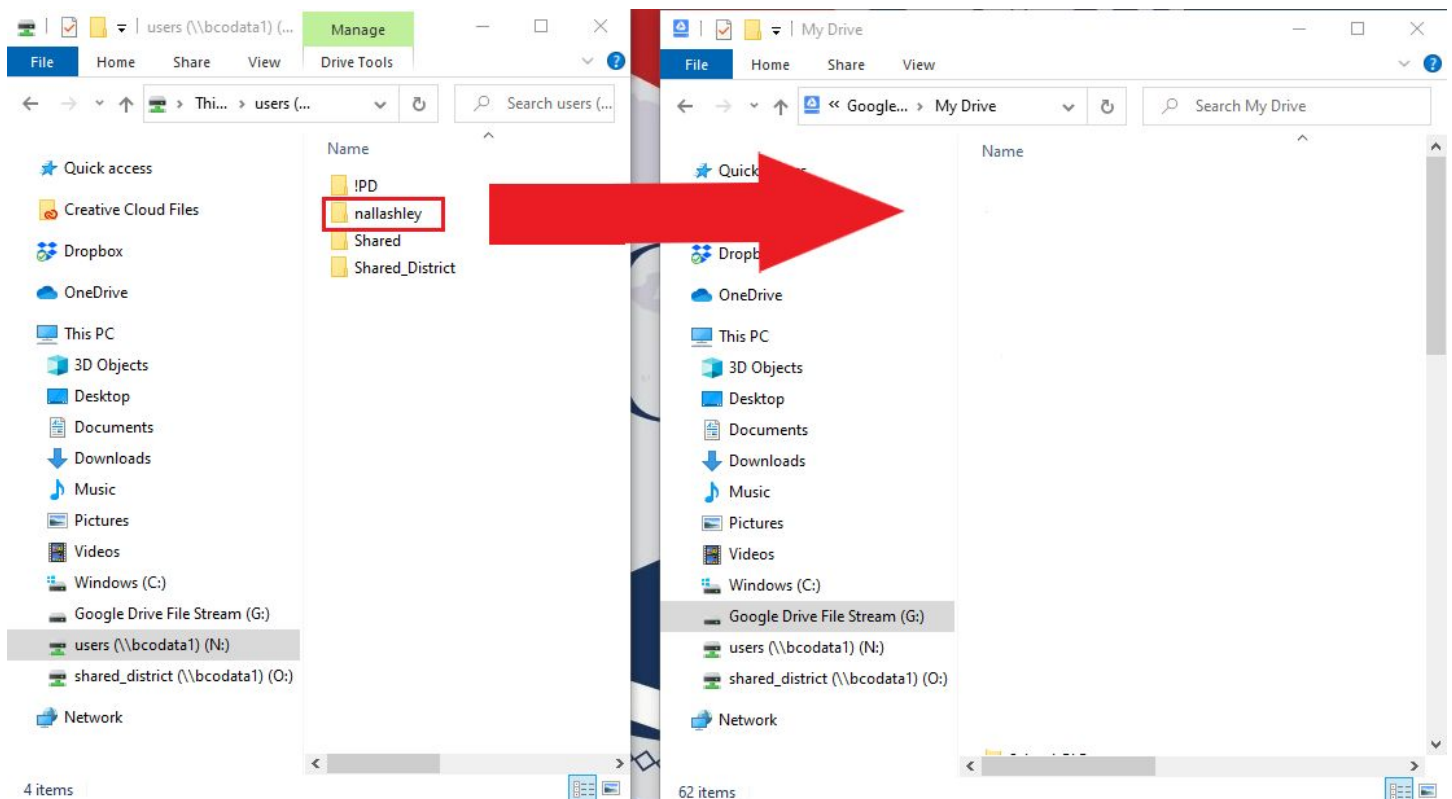 users (\\bcodata1) (...
Manage
File
Home
Share
View
Drive Tools
Thi... › users (...
Search users (...
Name
Quick access
Creative Cloud Files
Dropbox
OneDrive
This PC
3D Objects
Desktop
Documents
Downloads
Music
Pictures
Videos
Windows (C:)
Google Drive File Stream (G:)
users (\\bcodata1) (N:)
shared_district (\\bcodata1) (O:)
Network
!PD
nallashley
Shared
Shared_District
4 items
My Drive
File
Home
Share
View
« Google... › My Drive
Search My Drive
Name
Quick
Dropb
OneDrive
This PC
3D Objects
Desktop
Documents
Downloads
Music
Pictures
Videos
Windows (C:)
Google Drive File Stream (G:)
users (\\bcodata1) (N:)
shared_district (\\bcodata1) (O:)
Network
62 items